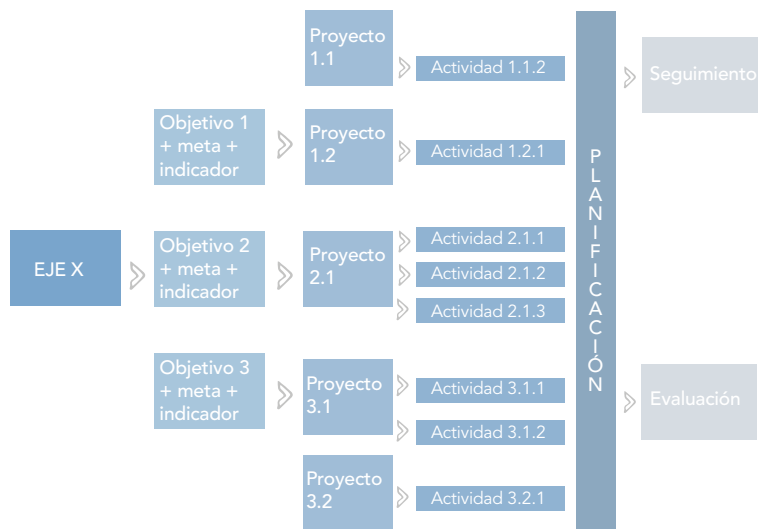 EJE X
Objetivo 1
+ meta +
indicador
Objetivo 2
+ meta +
indicador
Objetivo 3
+ meta +
indicador
Proyecto
1.1
Proyecto
1.2
Proyecto
2.1
Proyecto
3.1
Proyecto
3.2
Actividad 1.1.2
Actividad 1.2.1
Actividad 2.1.1
Actividad 2.1.2
Actividad 2.1.3
Actividad 3.1.1
Actividad 3.1.2
Actividad 3.2.1
PLANIFICACIÓN
Seguimiento
Evaluación